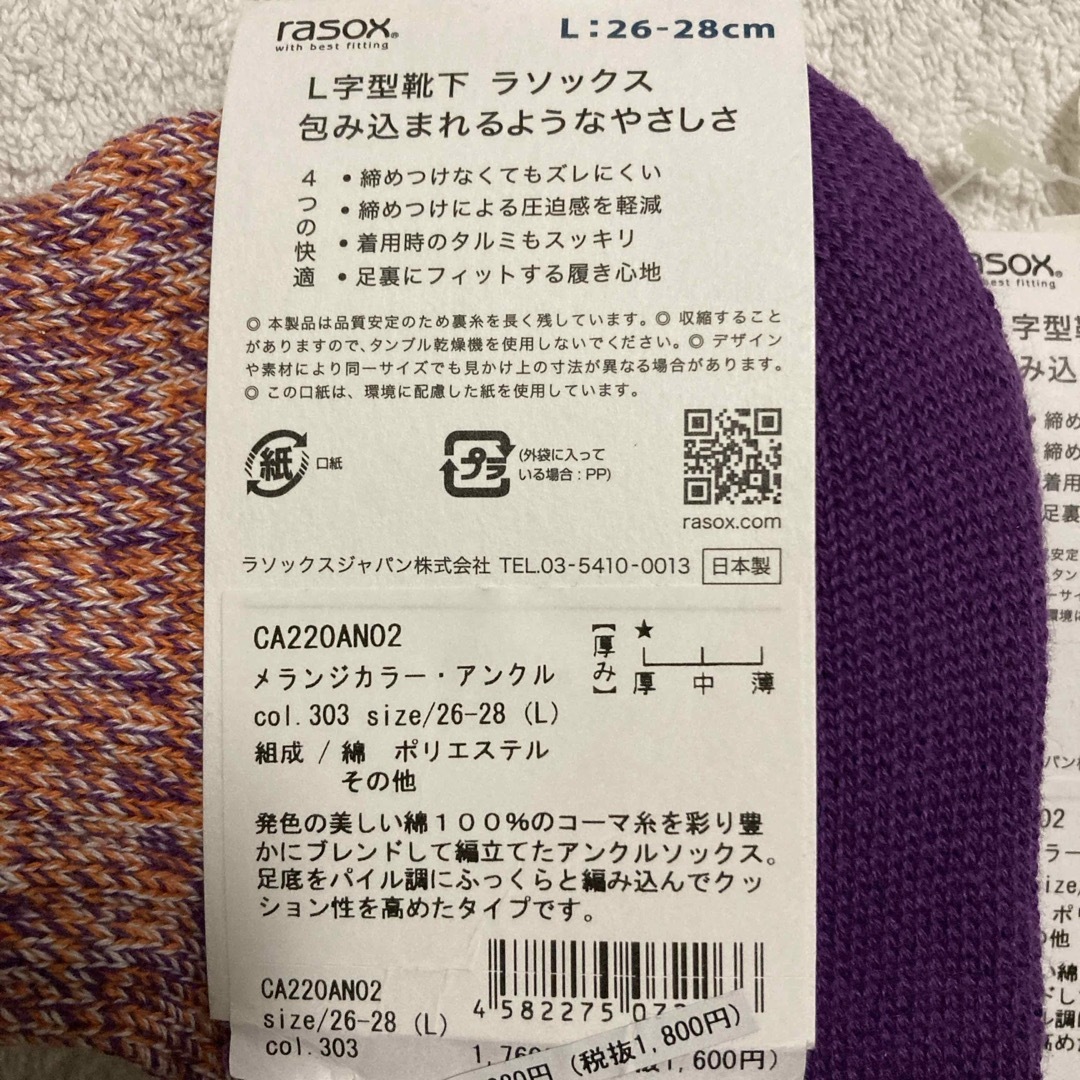 rasox®
with best fitting
L:26-28cm
L字型靴下 ラソックス
包み込まれるようなやさしさ
4つの快適
・締めつけなくてもズレにくい
・締めつけによる圧迫感を軽減
・着用時のタルミもスッキリ
・足裏にフィットする履き心地
◎ 本製品は品質安定のため裏糸を長く残しています。◎ 収縮すること
がありますので、タンブル乾燥機を使用しないでください。◎ デザイン
や素材により同一サイズでも見かけ上の寸法が異なる場合があります。
◎ この口紙は、環境に配慮した紙を使用しています。
紙 口紙
プラ (外袋に入って
いる場合:PP)
rasox.com
ラソックスジャパン株式会社 TEL.03-5410-0013 日本製
CA220AN02
メランジカラー・アンクル
col.303 size/26-28 (L)
組成 / 綿 ポリエステル
その他
【厚み】
★
厚 中 薄
発色の美しい綿100%のコーマ糸を彩り豊
かにブレンドして編立てたアンクルソックス。
足底をパイル調にふっくらと編み込んでクッ
ション性を高めたタイプです。
CA220AN02
size/26-28 (L)
col.303
4 582275 07
1,76
(税抜1,800円)
1,600円)
asox®
best fitting
字型
み込
締め
締め
着用
足裏
02
ラー
ize/
ポリ
の他